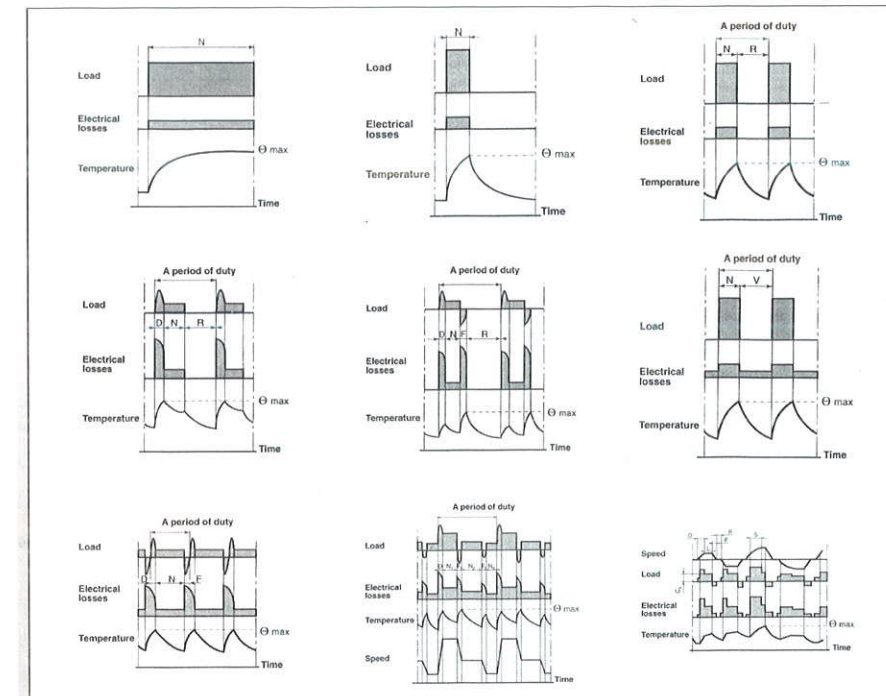 N
Load
Electrical
losses
Temperature
Θ max
Time
N
Load
Electrical
losses
Temperature
Θ max
Time
A period of duty
N R
Load
Electrical
losses
Temperature
Θ max
Time
A period of duty
Load
D N R
Electrical
losses
Temperature
Θ max
Time
A period of duty
Load
D N F R
Electrical
losses
Temperature
Θ max
Time
A period of duty
N V
Load
Electrical
losses
Temperature
Θ max
Time
A period of duty
Load
D N F
Electrical
losses
Temperature
Θ max
Time
A period of duty
Load
Electrical
losses
Temperature
Θ max
Speed
Time
D R
F S
L
Speed
Load
Electrical
losses
Temperature
Θ max
Time